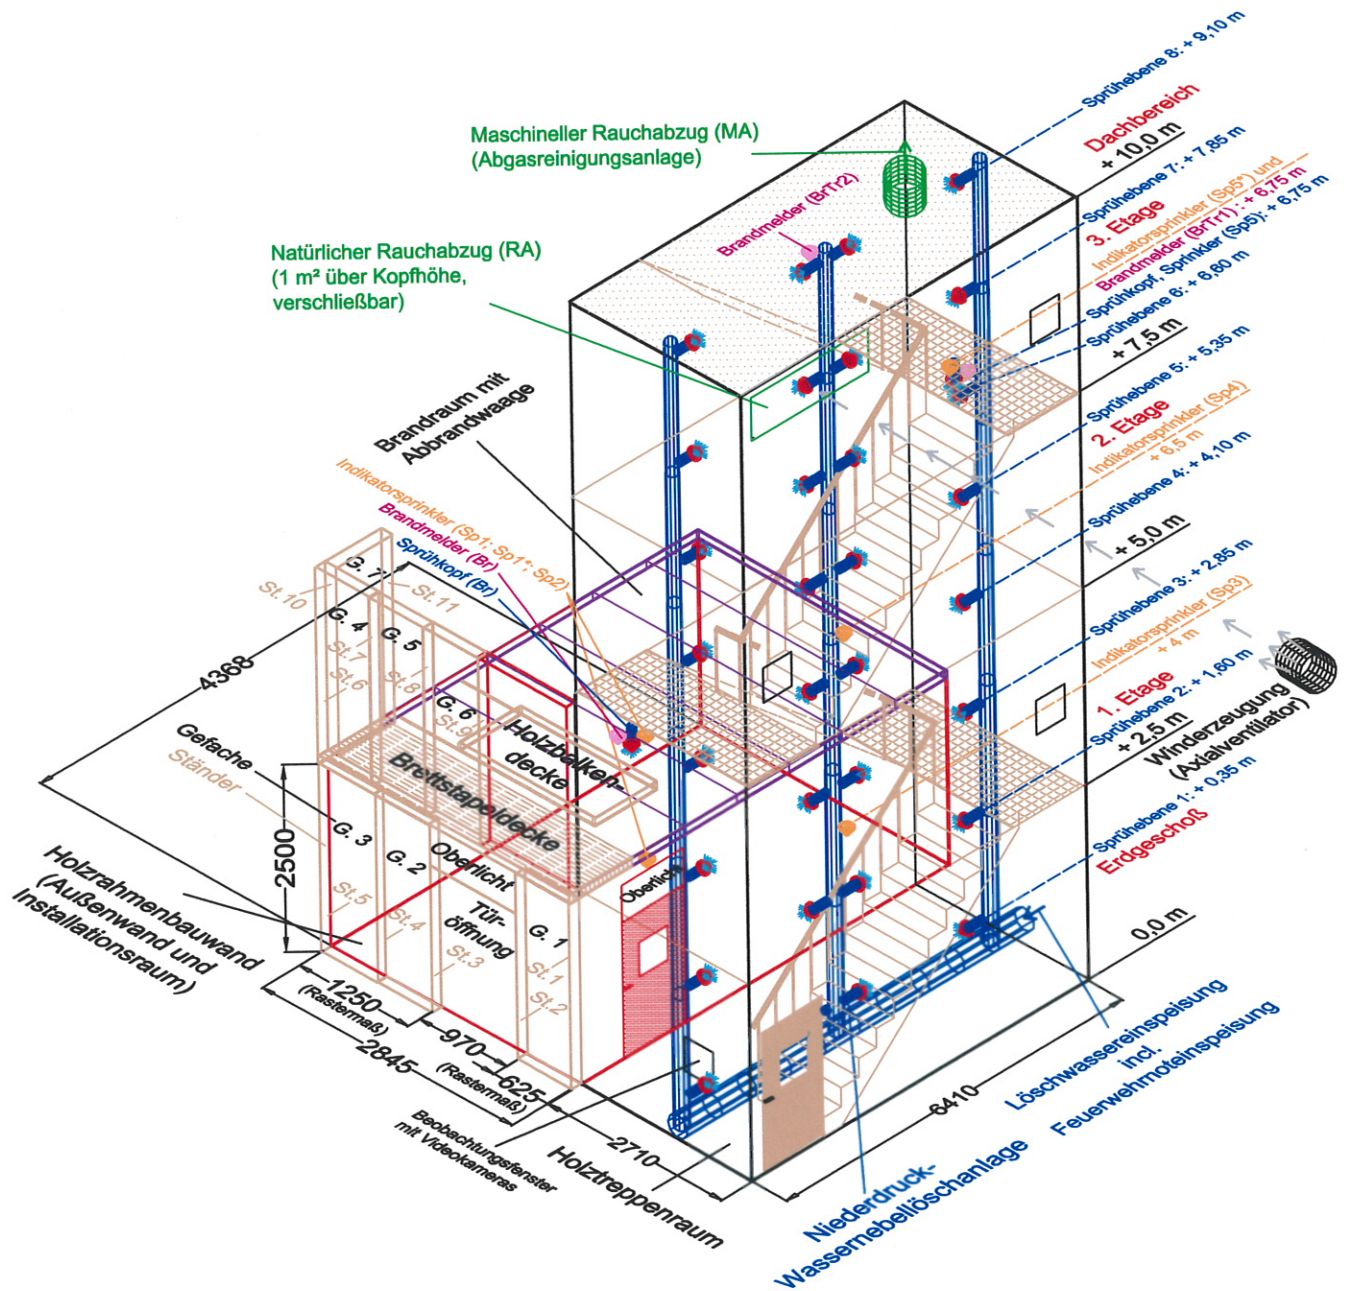 Maschineller Rauchabzug (MA)
(Abgasreinigungsanlage)
Natürlicher Rauchabzug (RA)
(1 m² über Kopfhöhe,
verschließbar)
Brandmelder (BrTr2)
Brandraum mit
Abbrandwaage
Indikatorsprinkler (Sp1; Sp1*; Sp2)
Brandmelder (Br)
Sprühkopf (Br)
Sprühebene 8: + 9,10 m
Dachbereich
+ 10,0 m
Sprühebene 7: + 7,85 m
3. Etage
Indikatorsprinkler (Sp5*) und
Brandmelder (BrTr1) : + 6,75 m
Sprühkopf, Sprinkler (Sp5): + 6,75 m
Sprühebene 6: + 6,60 m
+ 7,5 m
Sprühebene 5: + 5,35 m
2. Etage
Indikatorsprinkler (Sp4)
+ 6,5 m
Sprühebene 4: + 4,10 m
+ 5,0 m
Sprühebene 3: + 2,85 m
Indikatorsprinkler (Sp3)
+ 4 m
1. Etage
Sprühebene 2: + 1,60 m
+ 2,5 m
Winderzeugung
(Axialventilator)
Sprühebene 1: + 0,35 m
Erdgeschoß
0,0 m
G. 7
St.10
St.11
G. 4
G. 5
St.7
St.6
St.8
G. 6
St.9
4368
Gefache
Ständer
Holzbalken-
decke
Brettstapeldecke
2500
G. 3
G. 2
Oberlicht
Oberlicht
Tür-
öffnung
G. 1
St.5
St.4
St.3
St.1
St.2
Holzrahmenbauwand
(Außenwand und
Installationsraum)
1250
(Rastermaß)
970
(Rastermaß)
625
2845
Beobachtungsfenster
mit Videokameras
2710
Holztreppenraum
6410
Löschwassereinspeisung
incl.
Feuerwehrnoteinspeisung
Niederdruck-
Wassernebellöschanlage